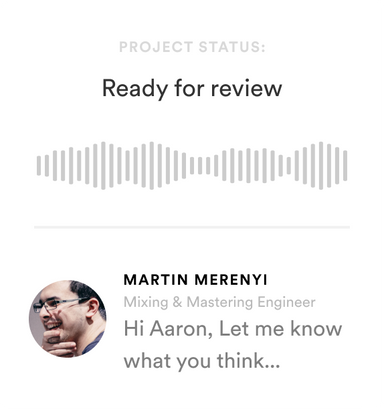 PROJECT STATUS:
Ready for review
MARTIN MERENYI
Mixing & Mastering Engineer
Hi Aaron, Let me know
what you think...